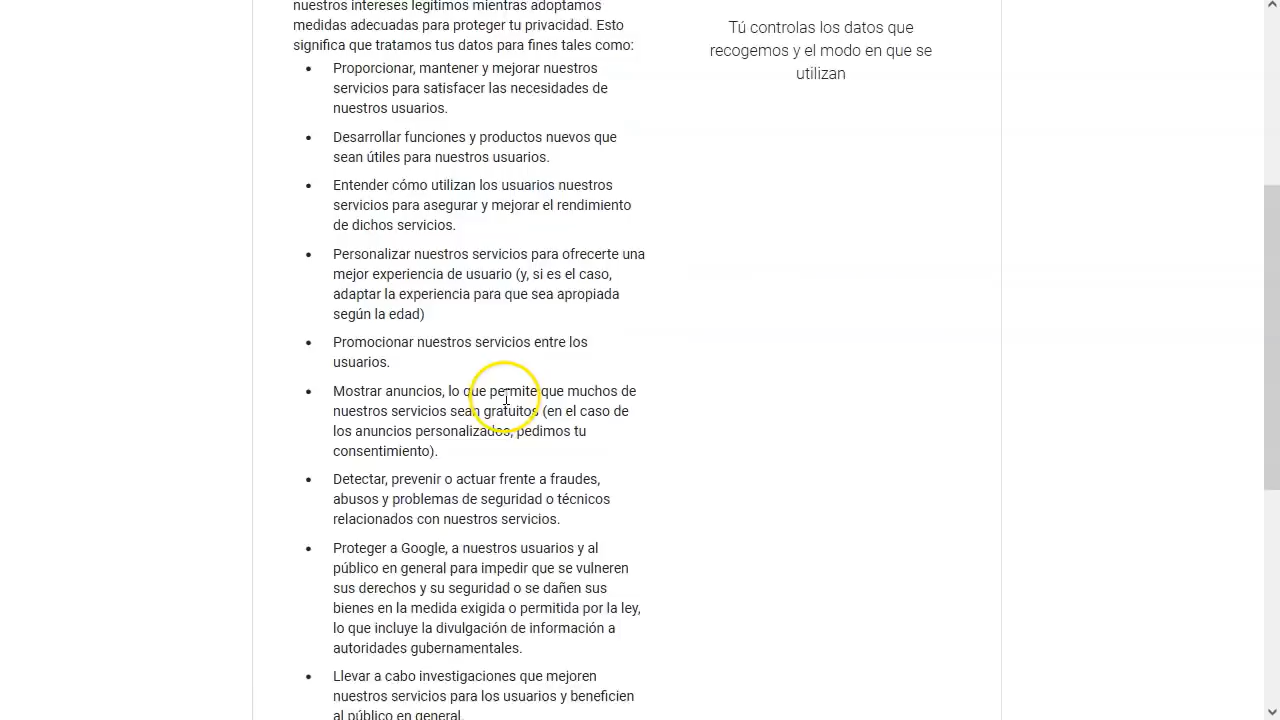 nuestros intereses legítimos mientras adoptamos
medidas adecuadas para proteger tu privacidad. Esto
significa que tratamos tus datos para fines tales como:
• Proporcionar, mantener y mejorar nuestros
servicios para satisfacer las necesidades de
nuestros usuarios.
• Desarrollar funciones y productos nuevos que
sean útiles para nuestros usuarios.
• Entender cómo utilizan los usuarios nuestros
servicios para asegurar y mejorar el rendimiento
de dichos servicios.
• Personalizar nuestros servicios para ofrecerte una
mejor experiencia de usuario (y, si es el caso,
adaptar la experiencia para que sea apropiada
según la edad)
• Promocionar nuestros servicios entre los
usuarios.
• Mostrar anuncios, lo que permite que muchos de
nuestros servicios sean gratuitos (en el caso de
los anuncios personalizados, pedimos tu
consentimiento).
• Detectar, prevenir o actuar frente a fraudes,
abusos y problemas de seguridad o técnicos
relacionados con nuestros servicios.
• Proteger a Google, a nuestros usuarios y al
público en general para impedir que se vulneren
sus derechos y su seguridad o se dañen sus
bienes en la medida exigida o permitida por la ley,
lo que incluye la divulgación de información a
autoridades gubernamentales.
• Llevar a cabo investigaciones que mejoren
nuestros servicios para los usuarios y beneficien
al público en general.
Tú controlas los datos que
recogemos y el modo en que se
utilizan